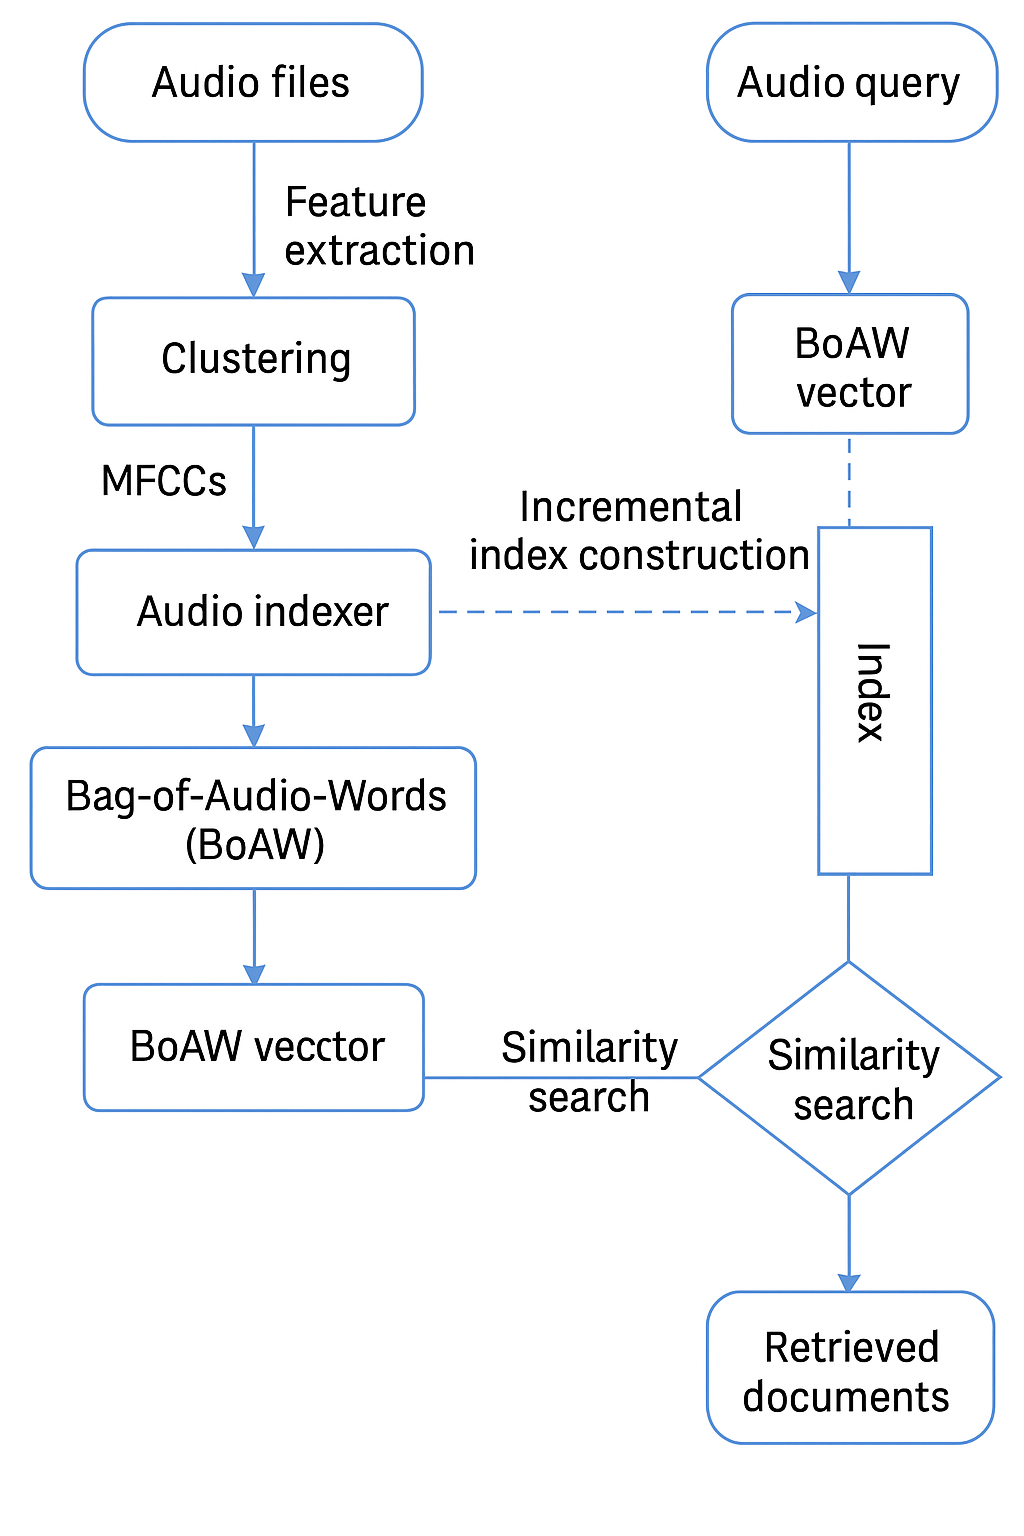 Audio files
Audio query
Feature
extraction
Clustering
BoAW
vector
MFCCs
Incremental
index construction
Audio indexer
Index
Bag-of-Audio-Words
(BoAW)
BoAW vecctor
Similarity
search
Similarity
search
Retrieved
documents